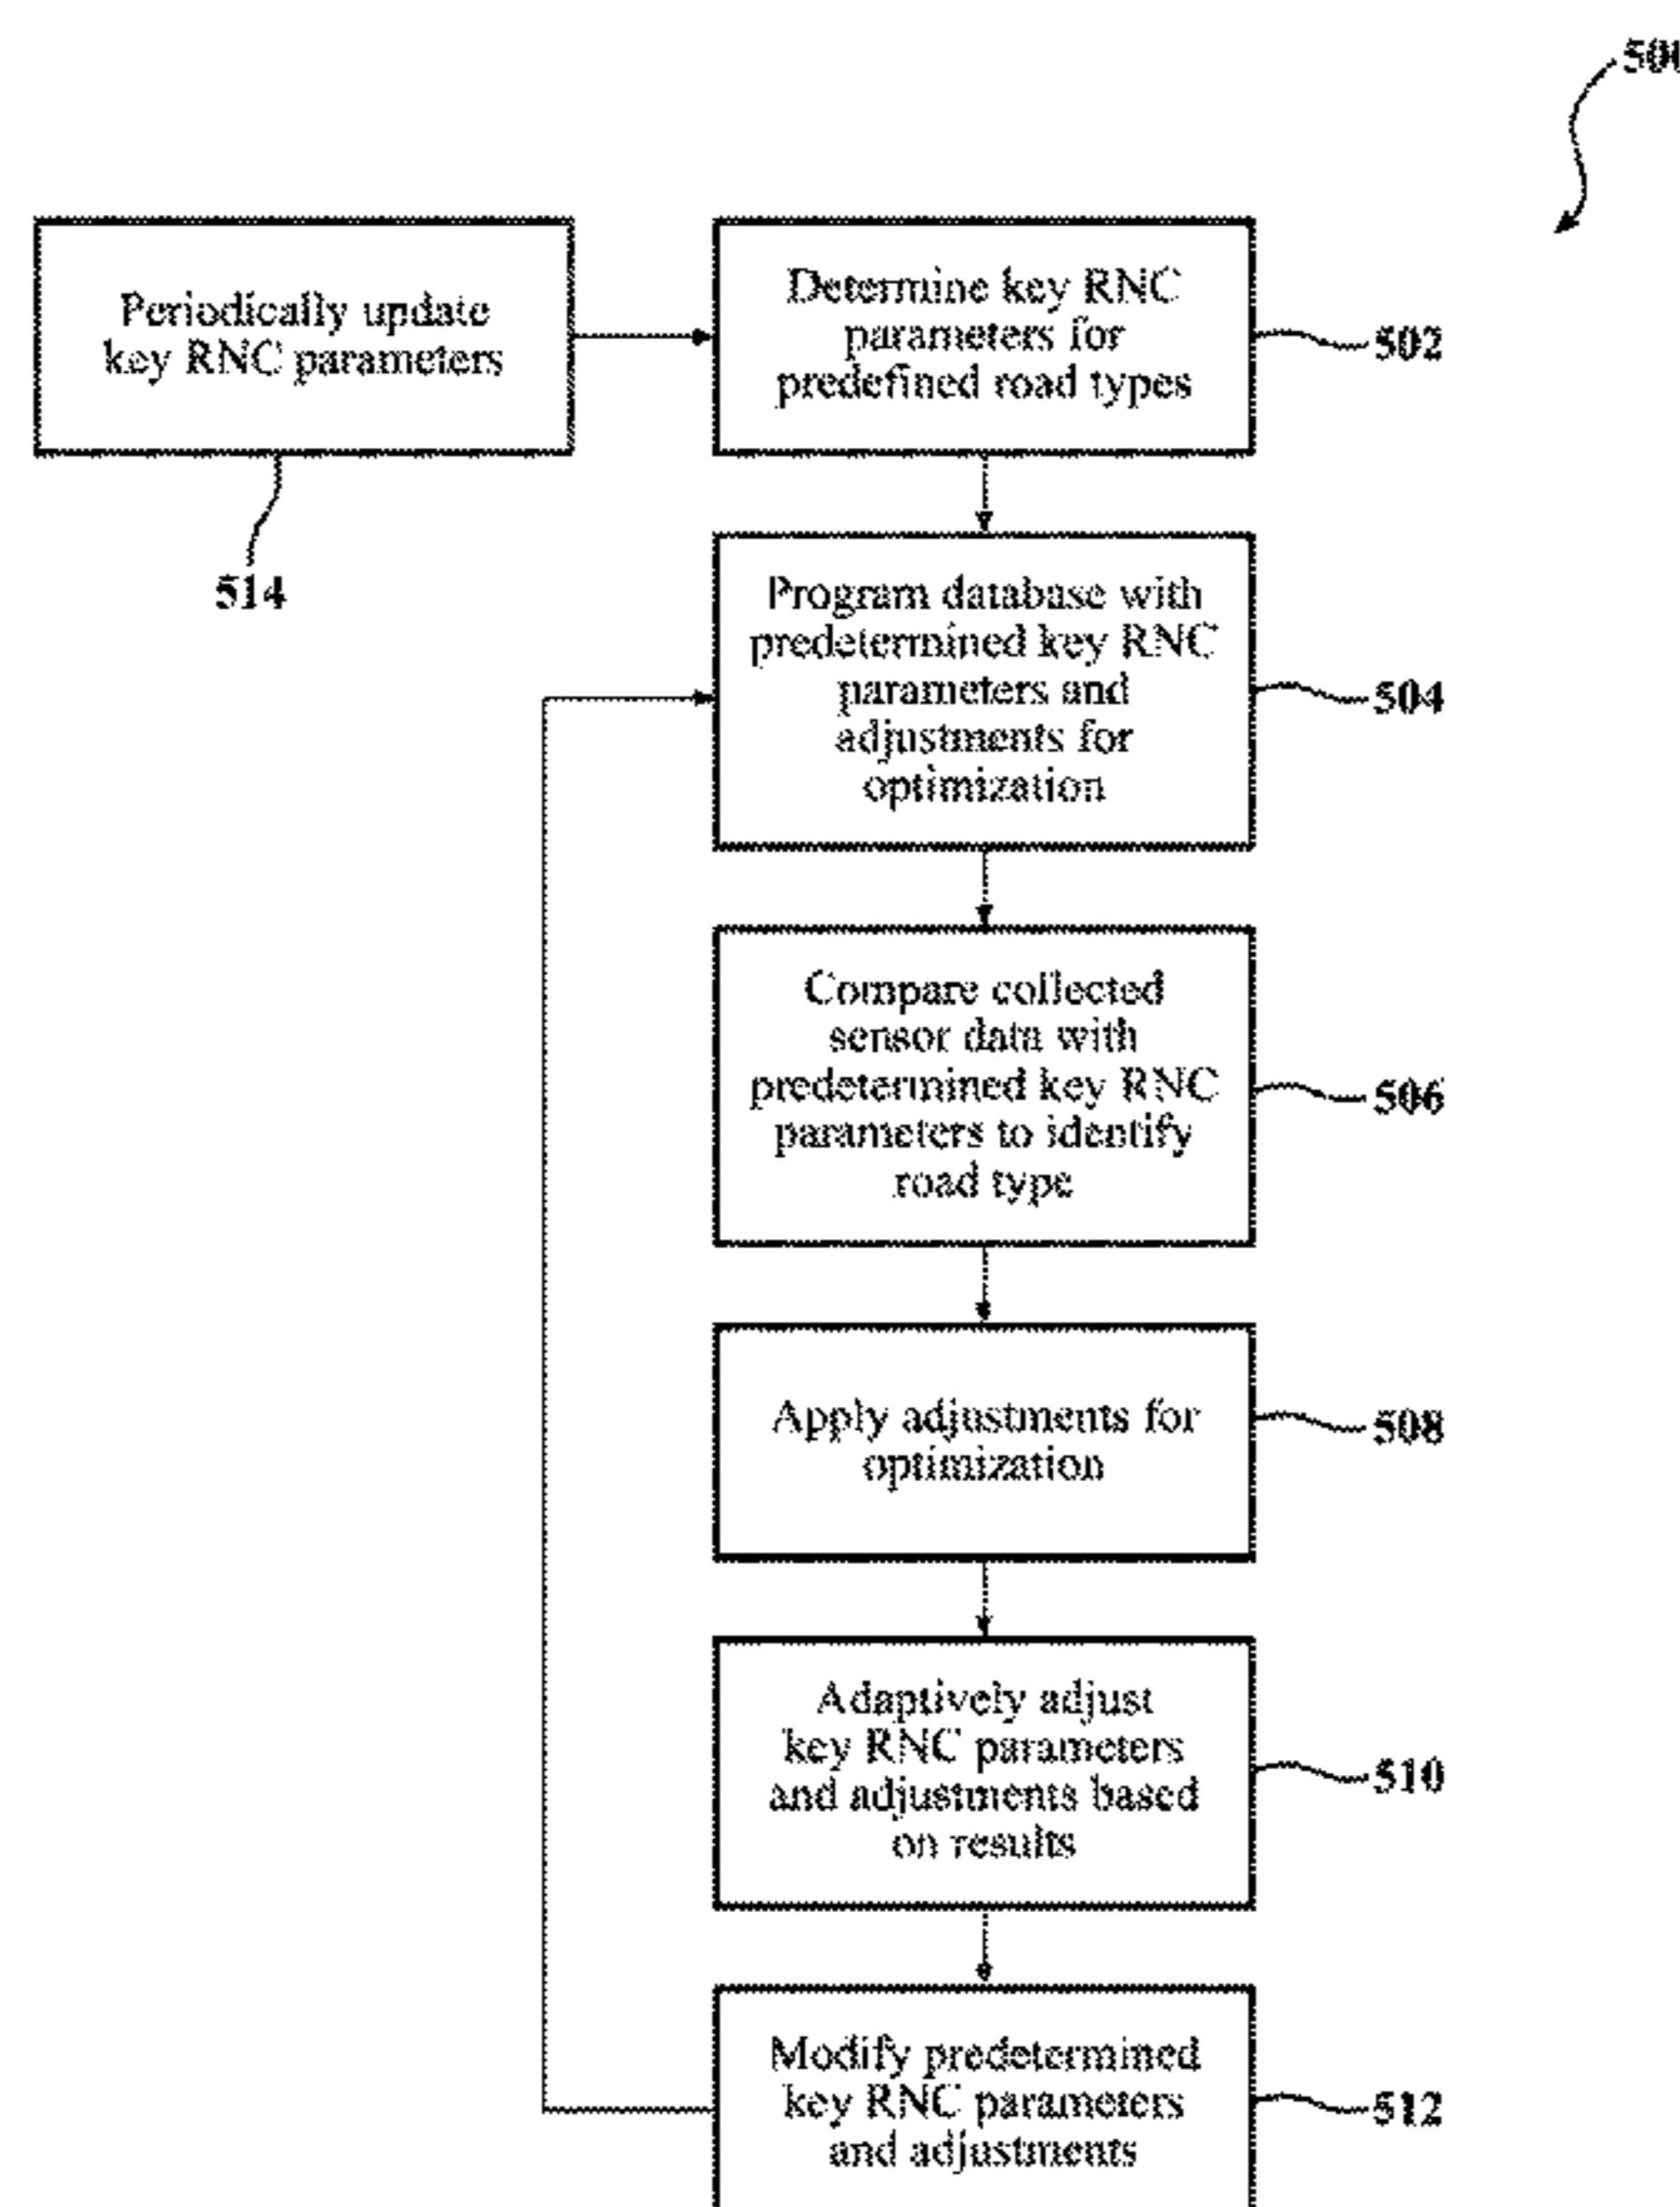 500
Periodically update
key RNC parameters
514
Determine key RNC
parameters for
predefined road types
502
Program database with
predetermined key RNC
parameters and
adjustments for
optimization
504
Compare collected
sensor data with
predetermined key RNC
parameters to identify
road type
506
Apply adjustments for
optimization
508
Adaptively adjust
key RNC parameters
and adjustments based
on results
510
Modify predetermined
key RNC parameters
and adjustments
512